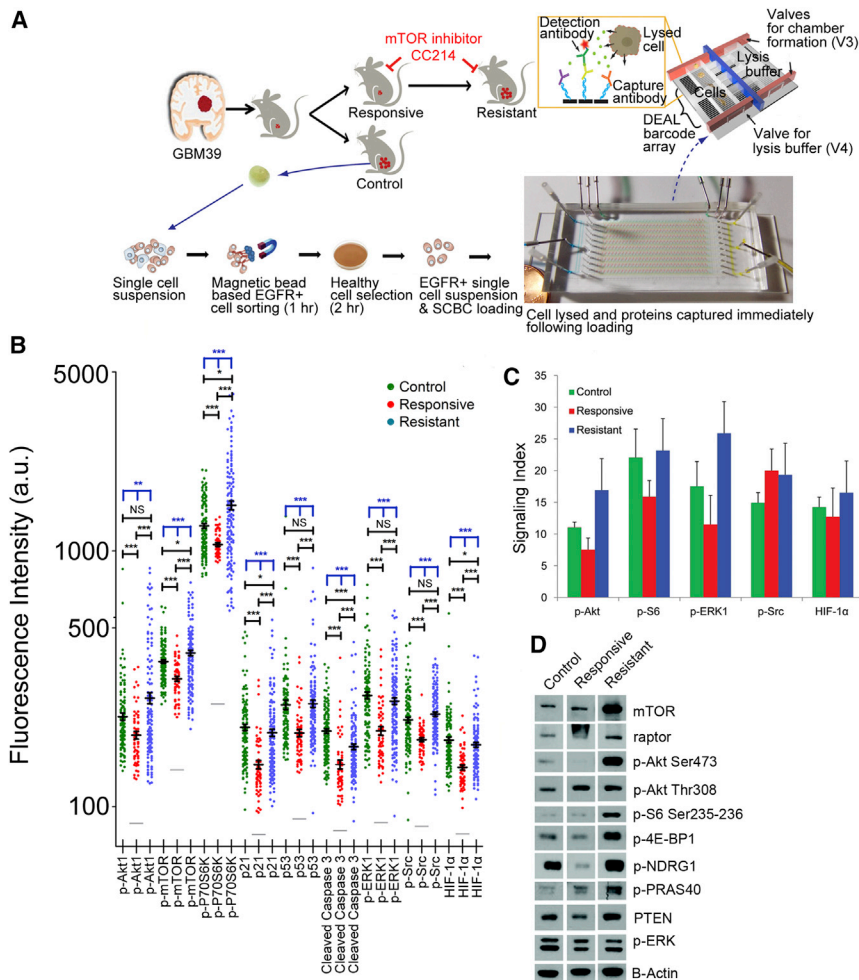 A
mTOR inhibitor
CC214
GBM39
Responsive
Resistant
Control
Detection
antibody
Lysed
cell
Capture
antibody
Valves
for chamber
formation (V3)
Lysis
buffer
Cells
DEAL
barcode
array
Valve for
lysis buffer (V4)
Single cell
suspension
Magnetic bead
based EGFR+
cell sorting (1 hr)
Healthy
cell selection
(2 hr)
EGFR+ single
cell suspension
& SCBC loading
Cell lysed and proteins captured immediately
following loading
B
Fluorescence Intensity (a.u.)
5000
1000
500
100
Control
Responsive
Resistant
**
NS
***
***
***
*
***
***
***
*
***
***
***
*
***
***
***
NS
***
***
***
***
***
***
***
NS
***
***
***
NS
***
***
***
*
***
***
p-Akt1
p-Akt1
p-Akt1
p-mTOR
p-mTOR
p-mTOR
p-P70S6K
p-P70S6K
p-P70S6K
p21
p21
p21
p53
p53
p53
Cleaved Caspase 3
Cleaved Caspase 3
Cleaved Caspase 3
p-ERK1
p-ERK1
p-ERK1
p-Src
p-Src
p-Src
HIF-1α
HIF-1α
HIF-1α
C
Signaling Index
35
30
25
20
15
10
5
0
Control
Responsive
Resistant
p-Akt
p-S6
p-ERK1
p-Src
HIF-1α
D
Control
Responsive
Resistant
mTOR
raptor
p-Akt Ser473
p-Akt Thr308
p-S6 Ser235-236
p-4E-BP1
p-NDRG1
p-PRAS40
PTEN
p-ERK
B-Actin